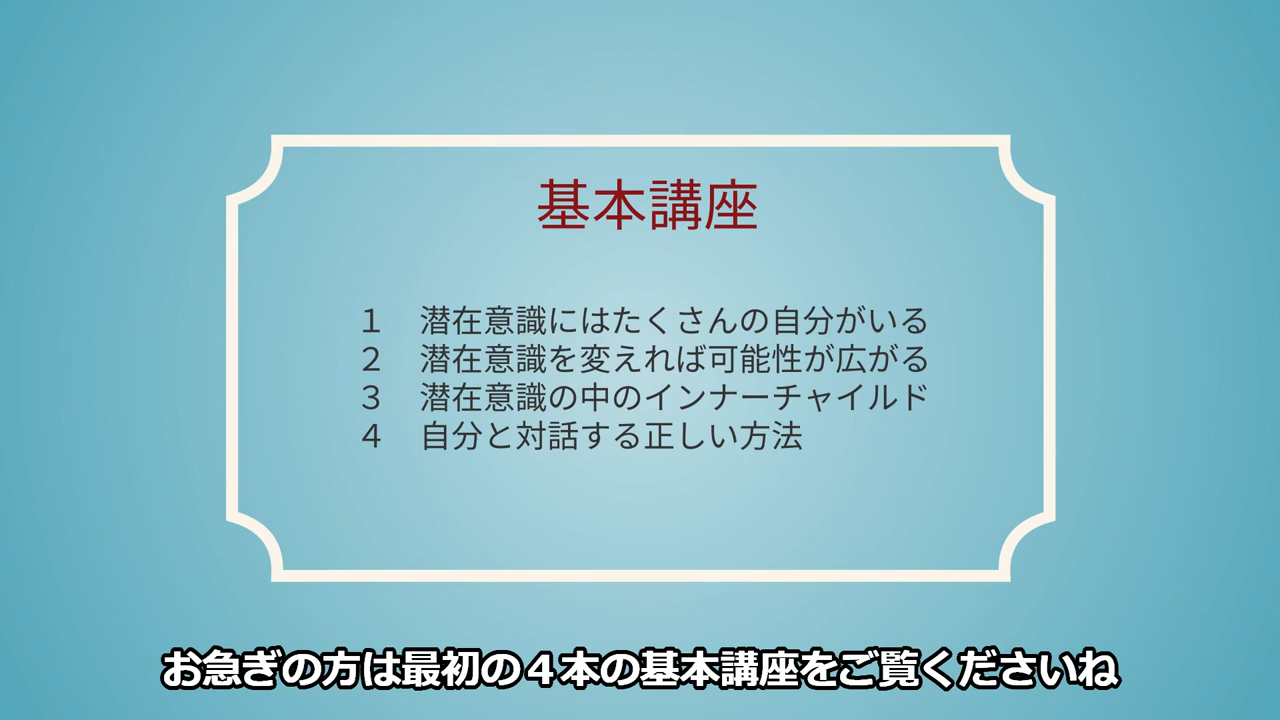 基本講座
１　潜在意識にはたくさんの自分がいる
２　潜在意識を変えれば可能性が広がる
３　潜在意識の中のインナーチャイルド
４　自分と対話する正しい方法
お急ぎの方は最初の４本の基本講座をご覧くださいね